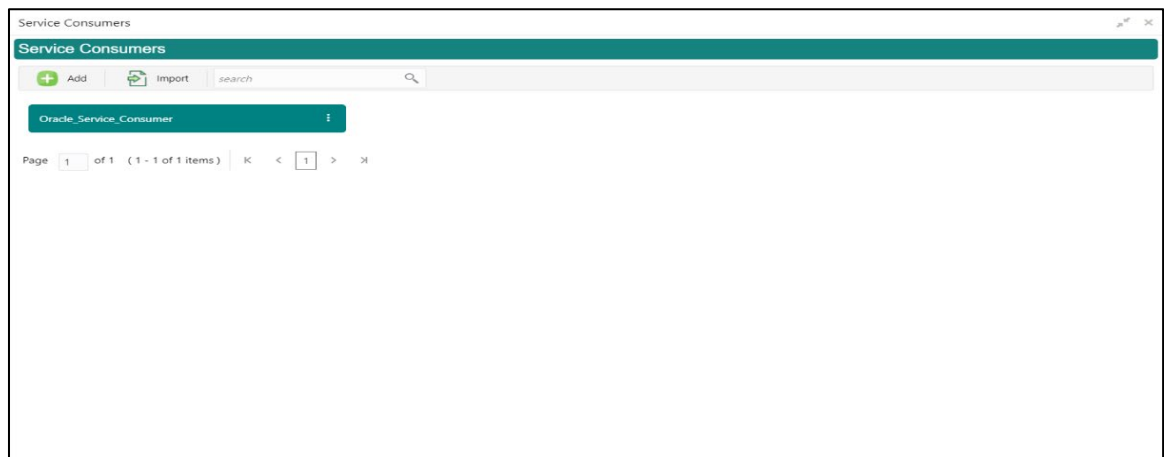 Service Consumers
Service Consumers
Add Import search
Oracle_Service_Consumer
Page 1 of 1 (1 - 1 of 1 items) K < 1 > >|